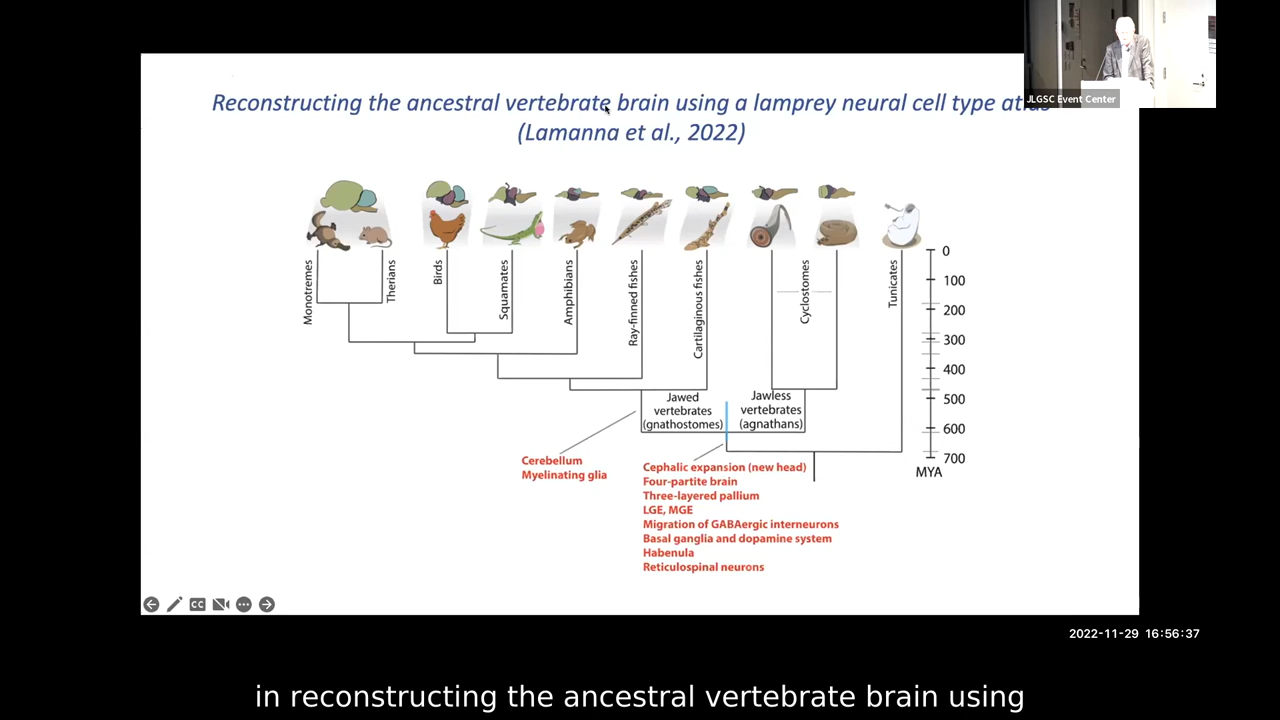 JLGSC Event Center
Reconstructing the ancestral vertebrate brain using a lamprey neural cell type atlas
(Lamanna et al., 2022)
Monotremes
Therians
Birds
Squamates
Amphibians
Ray-finned fishes
Cartilaginous fishes
Cyclostomes
Tunicates
0
100
200
300
400
500
600
700
MYA
Jawed
vertebrates
(gnathostomes)
Jawless
vertebrates
(agnathans)
Cerebellum
Myelinating glia
Cephalic expansion (new head)
Four-partite brain
Three-layered pallium
LGE, MGE
Migration of GABAergic interneurons
Basal ganglia and dopamine system
Habenula
Reticulospinal neurons
CC
2022-11-29 16:56:37
in reconstructing the ancestral vertebrate brain using